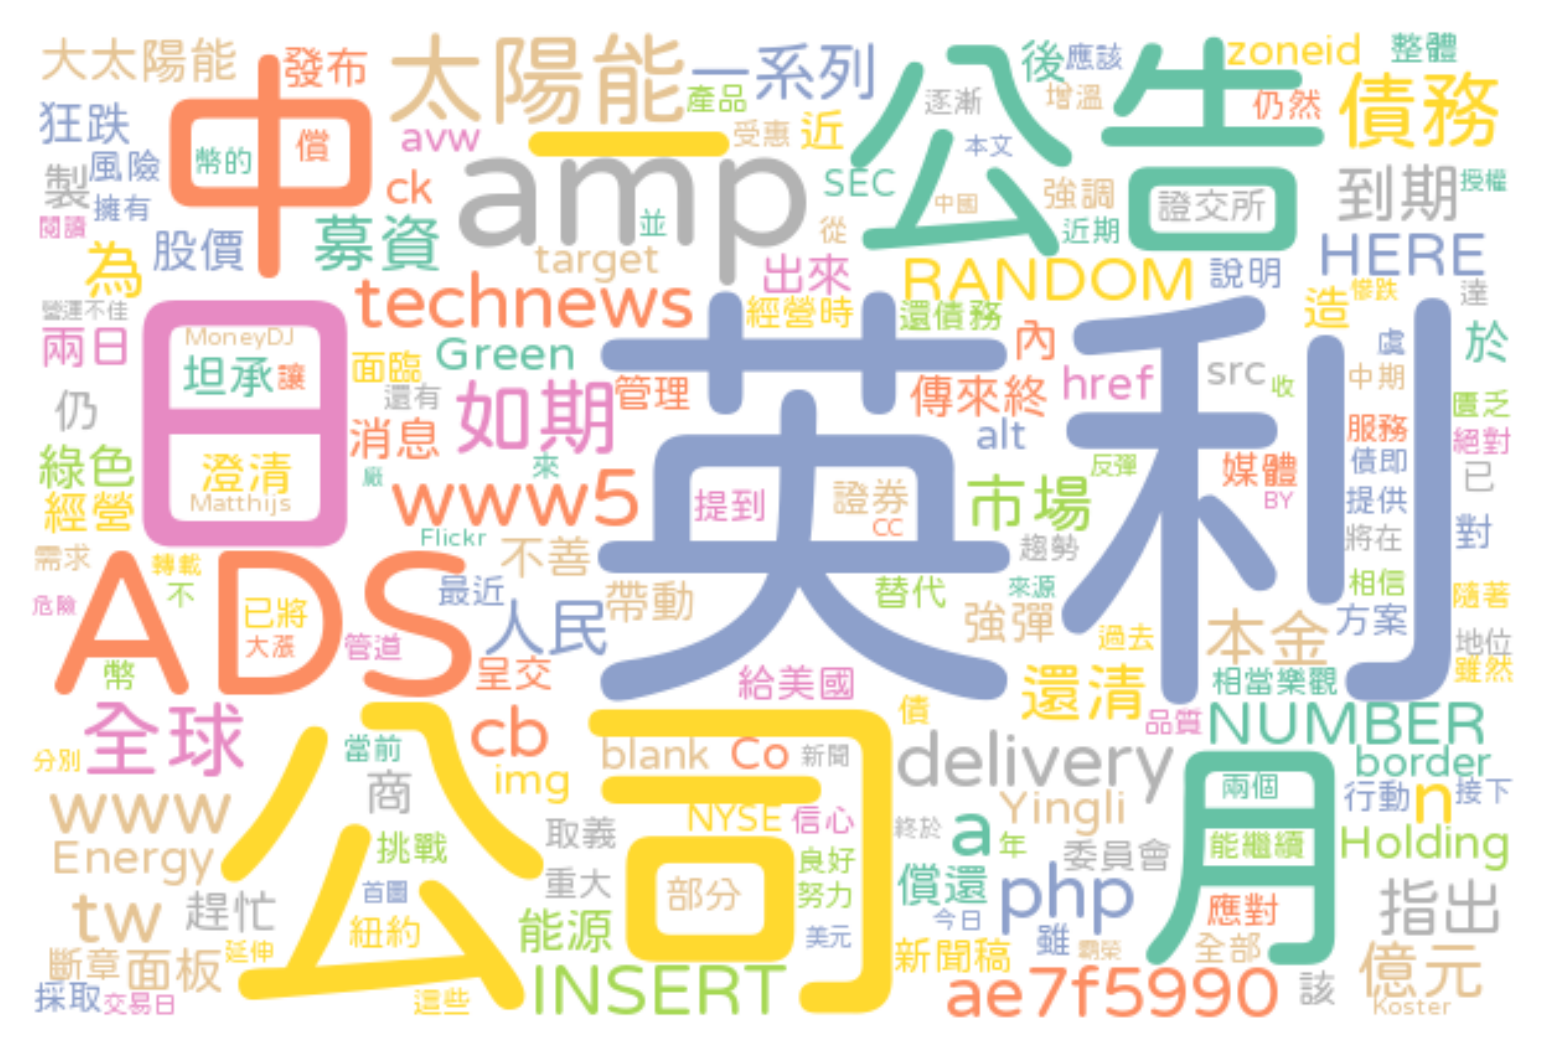 大太陽能
發布
太陽能
一系列
公告
後
應該
zoneid
整體
狂跌
中
幣的
償
avw
一
產品
受惠
近
逐漸
增溫
仍然
債務
製
風險
擁有
ck
amp
並
SEC
本文
中國
強調
證交所
到期
授權
閱讀
為
股價
募資
target
從
出來
近期
RANDOM
說明
HERE
營運不佳
technews
經營時
還債務
內
造
慘跌
達
兩日
日
MoneyDJ
坦承
讓
面臨
Green
英利
處
於
仍
還有
如期
管理
傳來終
href
src
收
中期
匱乏
綠色
澄清
消息
alt
服務
絕對
經營
Matthijs
廠
來
www5
提到
證券
CC
市場
反彈
媒體
BY
債即
提供
已
需求
轉載
不
Flickr
不善
趨勢
將在
對
危險
ADS
已將
大漲
最近
人民
帶動
替代
來源
強彈
過去
本金
相信
方案
隨著
地位
幣
管道
呈交
給美國
還清
相當樂觀
雖然
分別
全球
公司
當前
cb
blank
Co
新聞
債
品質
NUMBER
www
商
img
delivery
月
兩個
border
Energy
挑戰
取義
NYSE
信心
終於
a
年
Yingli
委員會
能繼續
行動
n
接下
Holding
tw
趕忙
首圖
重大
部分
良好
努力
償還
php
應對
指出
斷章
面板
延伸
紐約
能源
美元
今日
新聞稿
雖
霸榮
全部
億元
採取
交易日
這些
INSERT
ae7f5990
該
Koster